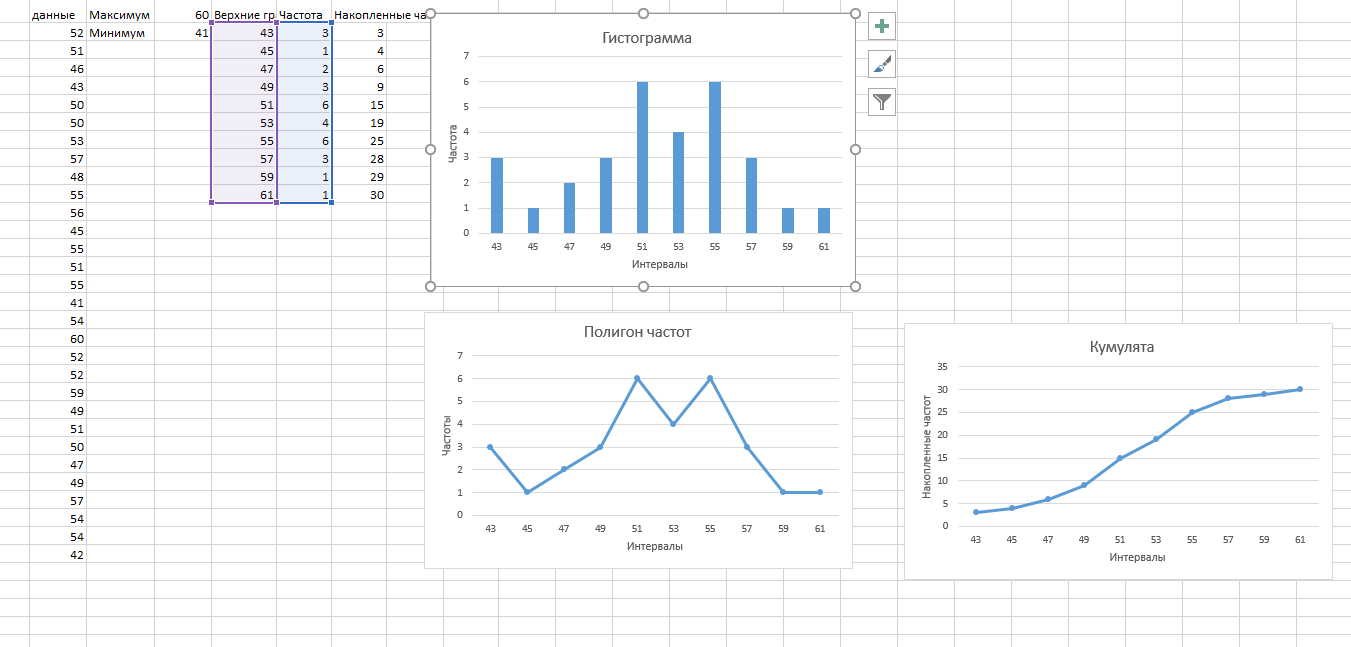 данные Максимум 60 Верхние гр Частота Накопленные ча
52 Минимум 41 43 3 3
51 45 1 4
46 47 2 6
43 49 3 9
50 51 6 15
50 53 4 19
53 55 6 25
57 57 3 28
48 59 1 29
55 61 1 30
56
45
55
51
55
41
54
60
52
52
59
49
51
50
47
49
57
54
54
42
Гистограмма
7
6
5
4
3
2
1
0
Частота
43 45 47 49 51 53 55 57 59 61
Интервалы
Полигон частот
7
6
5
4
3
2
1
0
Частоты
43 45 47 49 51 53 55 57 59 61
Интервалы
Кумулята
35
30
25
20
15
10
5
0
Накопленные частот
43 45 47 49 51 53 55 57 59 61
Интервалы